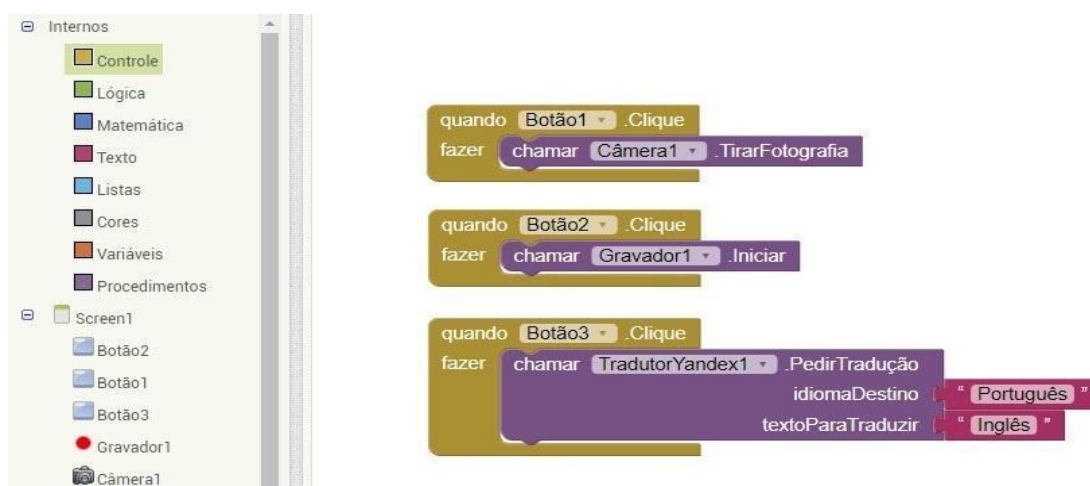 Internos
Controle
Lógica
Matemática
Texto
Listas
Cores
Variáveis
Procedimentos
Screen1
Botão2
Botão1
Botão3
Gravador1
Câmera1
quando Botão1 .Clique
fazer chamar Câmera1 .TirarFotografia
quando Botão2 .Clique
fazer chamar Gravador1 .Iniciar
quando Botão3 .Clique
fazer chamar TradutorYandex1 .PedirTradução
idiomaDestino " Português "
textoParaTraduzir " Inglês "